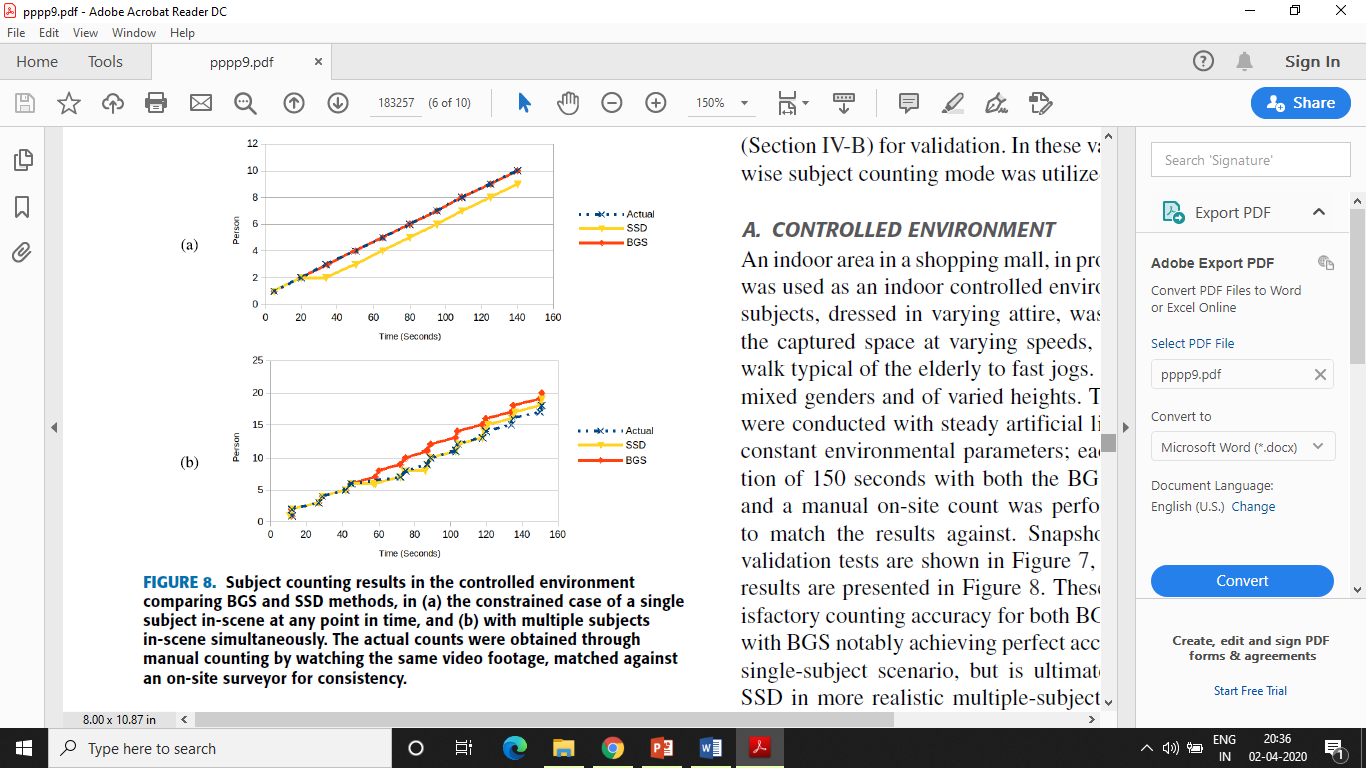 pppp9.pdf - Adobe Acrobat Reader DC
File Edit View Window Help
Home Tools pppp9.pdf × ? Sign In
183257 (6 of 10) 150% Share
12
10
8
6
4
2
0
Person
0 20 40 60 80 100 120 140 160
Time (Seconds)
Actual
SSD
BGS
(a)
25
20
15
10
5
0
Person
0 20 40 60 80 100 120 140 160
Time (Seconds)
Actual
SSD
BGS
(b)
FIGURE 8. Subject counting results in the controlled environment
comparing BGS and SSD methods, in (a) the constrained case of a single
subject in-scene at any point in time, and (b) with multiple subjects
in-scene simultaneously. The actual counts were obtained through
manual counting by watching the same video footage, matched against
an on-site surveyor for consistency.
(Section IV-B) for validation. In these va
wise subject counting mode was utilize
A. CONTROLLED ENVIRONMENT
An indoor area in a shopping mall, in pro
was used as an indoor controlled enviro
subjects, dressed in varying attire, was
the captured space at varying speeds,
walk typical of the elderly to fast jogs.
mixed genders and of varied heights. T
were conducted with steady artificial li
constant environmental parameters; eac
tion of 150 seconds with both the BG
and a manual on-site count was perfo
to match the results against. Snapsho
validation tests are shown in Figure 7,
results are presented in Figure 8. These
isfactory counting accuracy for both BG
with BGS notably achieving perfect acc
single-subject scenario, but is ultimat
SSD in more realistic multiple-subject
8.00 x 10.87 in
Search 'Signature'
Export PDF
Adobe Export PDF
Convert PDF Files to Word
or Excel Online
Select PDF File
pppp9.pdf
Convert to
Microsoft Word (*.docx)
Document Language:
English (U.S.) Change
Convert
Create, edit and sign PDF
forms & agreements
Start Free Trial
Type here to search
ENG
IN
20:36
02-04-2020
1